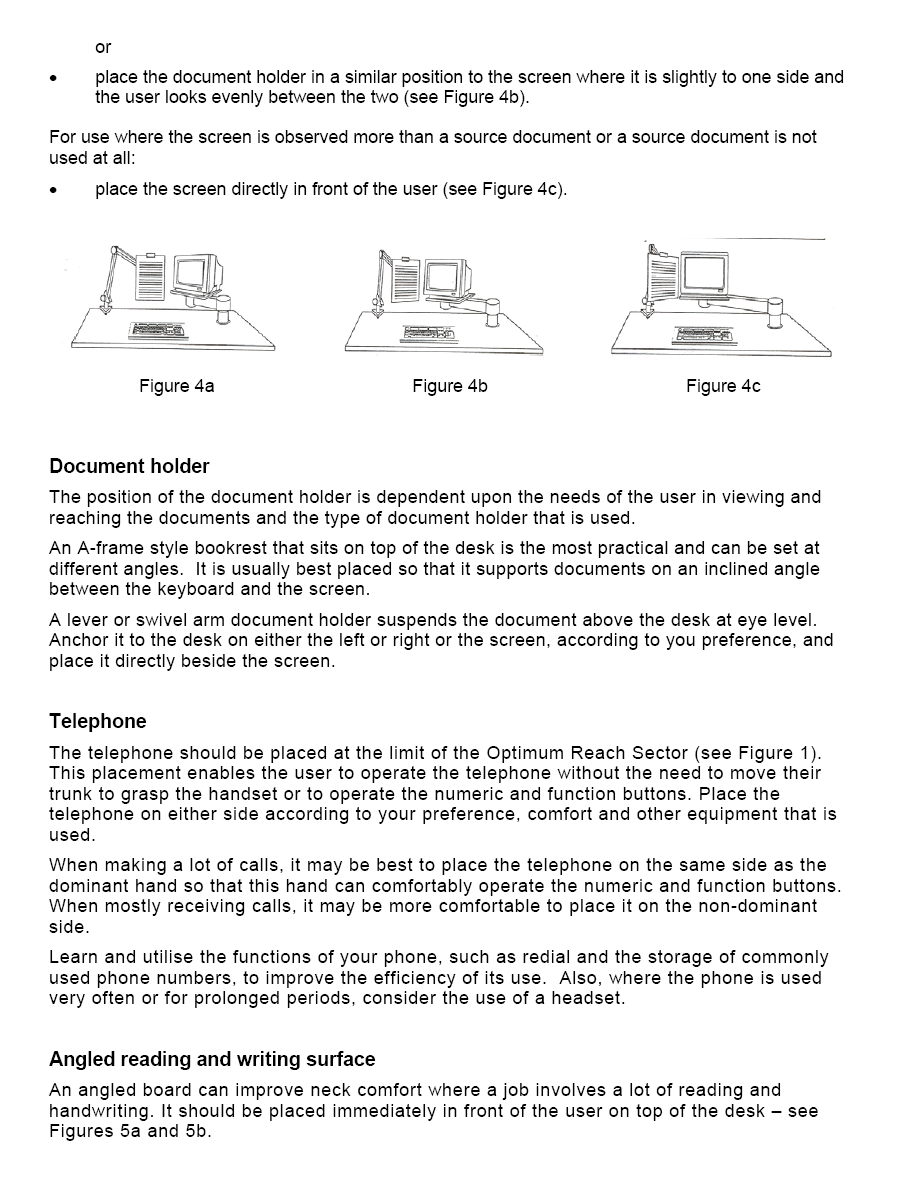 or
• place the document holder in a similar position to the screen where it is slightly to one side and
the user looks evenly between the two (see Figure 4b).
For use where the screen is observed more than a source document or a source document is not
used at all:
• place the screen directly in front of the user (see Figure 4c).
Figure 4a Figure 4b Figure 4c
Document holder
The position of the document holder is dependent upon the needs of the user in viewing and
reaching the documents and the type of document holder that is used.
An A-frame style bookrest that sits on top of the desk is the most practical and can be set at
different angles.  It is usually best placed so that it supports documents on an inclined angle
between the keyboard and the screen.
A lever or swivel arm document holder suspends the document above the desk at eye level.
Anchor it to the desk on either the left or right or the screen, according to you preference, and
place it directly beside the screen.
Telephone
The telephone should be placed at the limit of the Optimum Reach Sector (see Figure 1).
This placement enables the user to operate the telephone without the need to move their
trunk to grasp the handset or to operate the numeric and function buttons. Place the
telephone on either side according to your preference, comfort and other equipment that is
used.
When making a lot of calls, it may be best to place the telephone on the same side as the
dominant hand so that this hand can comfortably operate the numeric and function buttons.
When mostly receiving calls, it may be more comfortable to place it on the non-dominant
side.
Learn and utilise the functions of your phone, such as redial and the storage of commonly
used phone numbers, to improve the efficiency of its use.  Also, where the phone is used
very often or for prolonged periods, consider the use of a headset.
Angled reading and writing surface
An angled board can improve neck comfort where a job involves a lot of reading and
handwriting. It should be placed immediately in front of the user on top of the desk – see
Figures 5a and 5b.